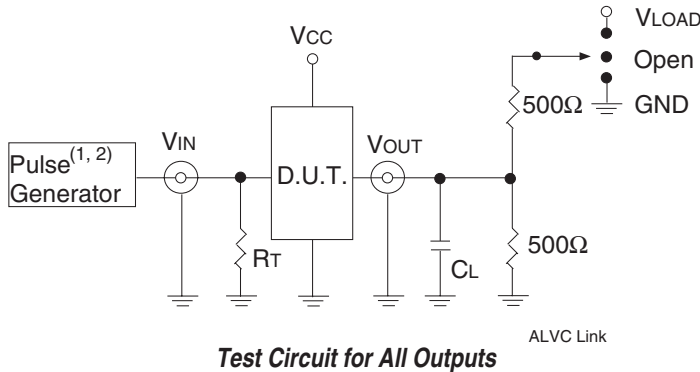 VLOAD
VCC
Open
500Ω
GND
VIN
VOUT
Pulse(1, 2)
Generator
D.U.T.
RT
CL
500Ω
ALVC Link
Test Circuit for All Outputs